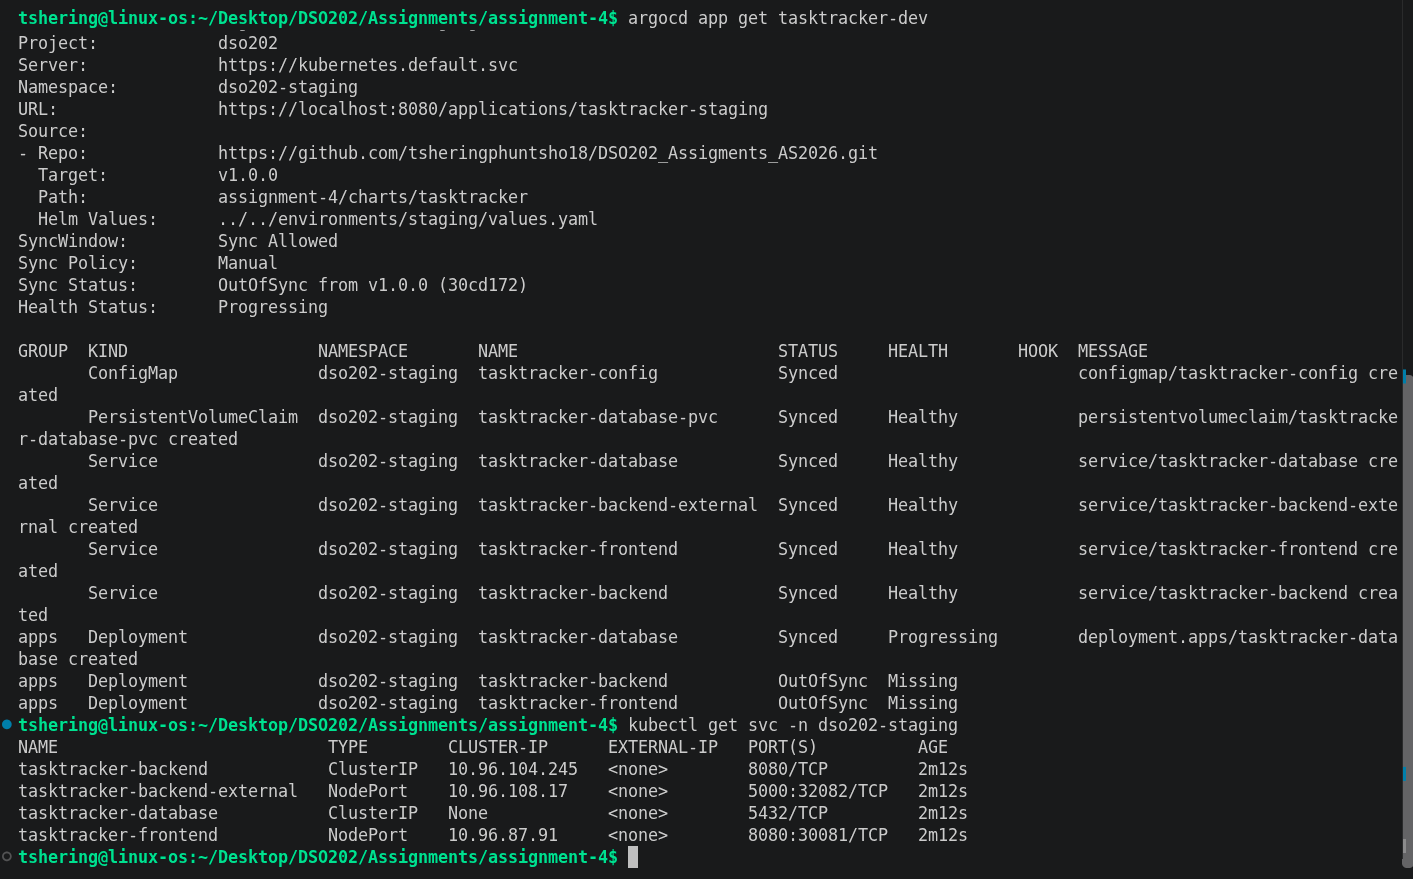 tshering@linux-os:~/Desktop/DSO202/Assignments/assignment-4$ argocd app get tasktracker-dev
Project:            dso202
Server:             https://kubernetes.default.svc
Namespace:          dso202-staging
URL:                https://localhost:8080/applications/tasktracker-staging
Source:
- Repo:             https://github.com/tsheringphuntsho18/DSO202_Assigments_AS2026.git
  Target:           v1.0.0
  Path:             assignment-4/charts/tasktracker
  Helm Values:      ../../environments/staging/values.yaml
SyncWindow:         Sync Allowed
Sync Policy:        Manual
Sync Status:        OutOfSync from v1.0.0 (30cd172)
Health Status:      Progressing
GROUP  KIND                   NAMESPACE       NAME                          STATUS     HEALTH       HOOK  MESSAGE
       ConfigMap              dso202-staging  tasktracker-config            Synced                        configmap/tasktracker-config cre
ated
       PersistentVolumeClaim  dso202-staging  tasktracker-database-pvc      Synced     Healthy            persistentvolumeclaim/tasktracke
r-database-pvc created
       Service                dso202-staging  tasktracker-database          Synced     Healthy            service/tasktracker-database cre
ated
       Service                dso202-staging  tasktracker-backend-external  Synced     Healthy            service/tasktracker-backend-exte
rnal created
       Service                dso202-staging  tasktracker-frontend          Synced     Healthy            service/tasktracker-frontend cre
ated
       Service                dso202-staging  tasktracker-backend           Synced     Healthy            service/tasktracker-backend crea
ted
apps   Deployment             dso202-staging  tasktracker-database          Synced     Progressing        deployment.apps/tasktracker-data
base created
apps   Deployment             dso202-staging  tasktracker-backend           OutOfSync  Missing
apps   Deployment             dso202-staging  tasktracker-frontend          OutOfSync  Missing
tshering@linux-os:~/Desktop/DSO202/Assignments/assignment-4$ kubectl get svc -n dso202-staging
NAME                           TYPE        CLUSTER-IP      EXTERNAL-IP   PORT(S)          AGE
tasktracker-backend            ClusterIP   10.96.104.245   <none>        8080/TCP         2m12s
tasktracker-backend-external   NodePort    10.96.108.17    <none>        5000:32082/TCP   2m12s
tasktracker-database           ClusterIP   None            <none>        5432/TCP         2m12s
tasktracker-frontend           NodePort    10.96.87.91     <none>        8080:30081/TCP   2m12s
tshering@linux-os:~/Desktop/DSO202/Assignments/assignment-4$